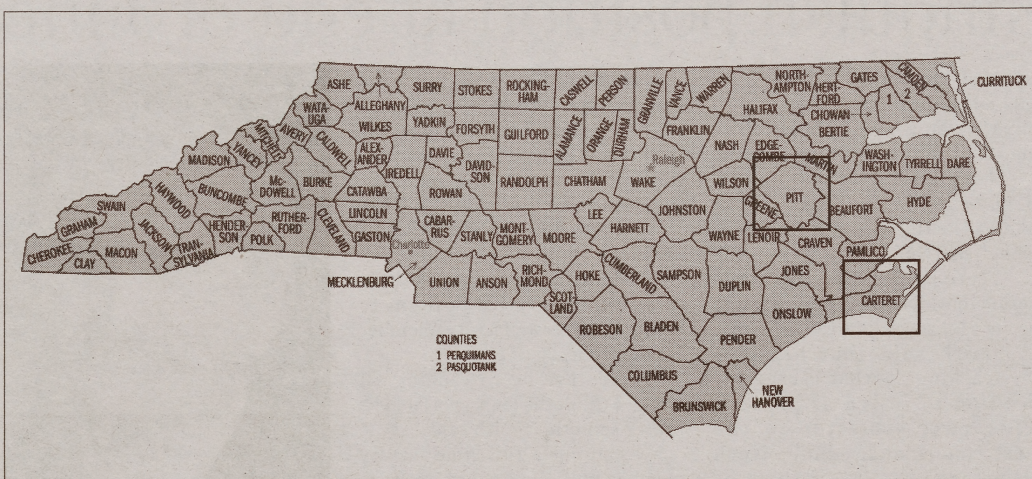 ASHE
ALLEGHANY
SURRY
STOKES
ROCKING-
HAM
CASWELL
PERSON
GRANVILLE
VANCE
WARREN
NORTH-
AMPTON
HERT-
FORD
GATES
CAMDEN
CURRITUCK
1
2
CHOWAN
BERTIE
HALIFAX
WATA-
UGA
WILKES
YADKIN
FORSYTH
GUILFORD
ALAMANCE
ORANGE
DURHAM
FRANKLIN
NASH
EDGE-
COMBE
MARTIN
WASH-
INGTON
TYRRELL
DARE
MITCHELL
AVERY
CALDWELL
ALEX-
ANDER
IREDELL
DAVIE
DAVID-
SON
RANDOLPH
CHATHAM
Raleigh
WAKE
WILSON
PITT
GREENE
BEAUFORT
HYDE
MADISON
YANCEY
Mc-
DOWELL
BURKE
CATAWBA
ROWAN
SWAIN
HAYWOOD
BUNCOMBE
RUTHER-
FORD
CLEVELAND
LINCOLN
GASTON
CABAR-
RUS
STANLY
MONT-
GOMERY
MOORE
LEE
HARNETT
JOHNSTON
WAYNE
LENOIR
CRAVEN
PAMLICO
GRAHAM
CHEROKEE
CLAY
MACON
JACKSON
TRAN-
SYLVANIA
HENDER-
SON
POLK
Charlotte
MECKLENBURG
UNION
ANSON
RICH-
MOND
SCOT-
LAND
HOKE
CUMBERLAND
SAMPSON
DUPLIN
JONES
CARTERET
ONSLOW
ROBESON
BLADEN
PENDER
COLUMBUS
BRUNSWICK
NEW
HANOVER
COUNTIES
1 PERQUIMANS
2 PASQUOTANK